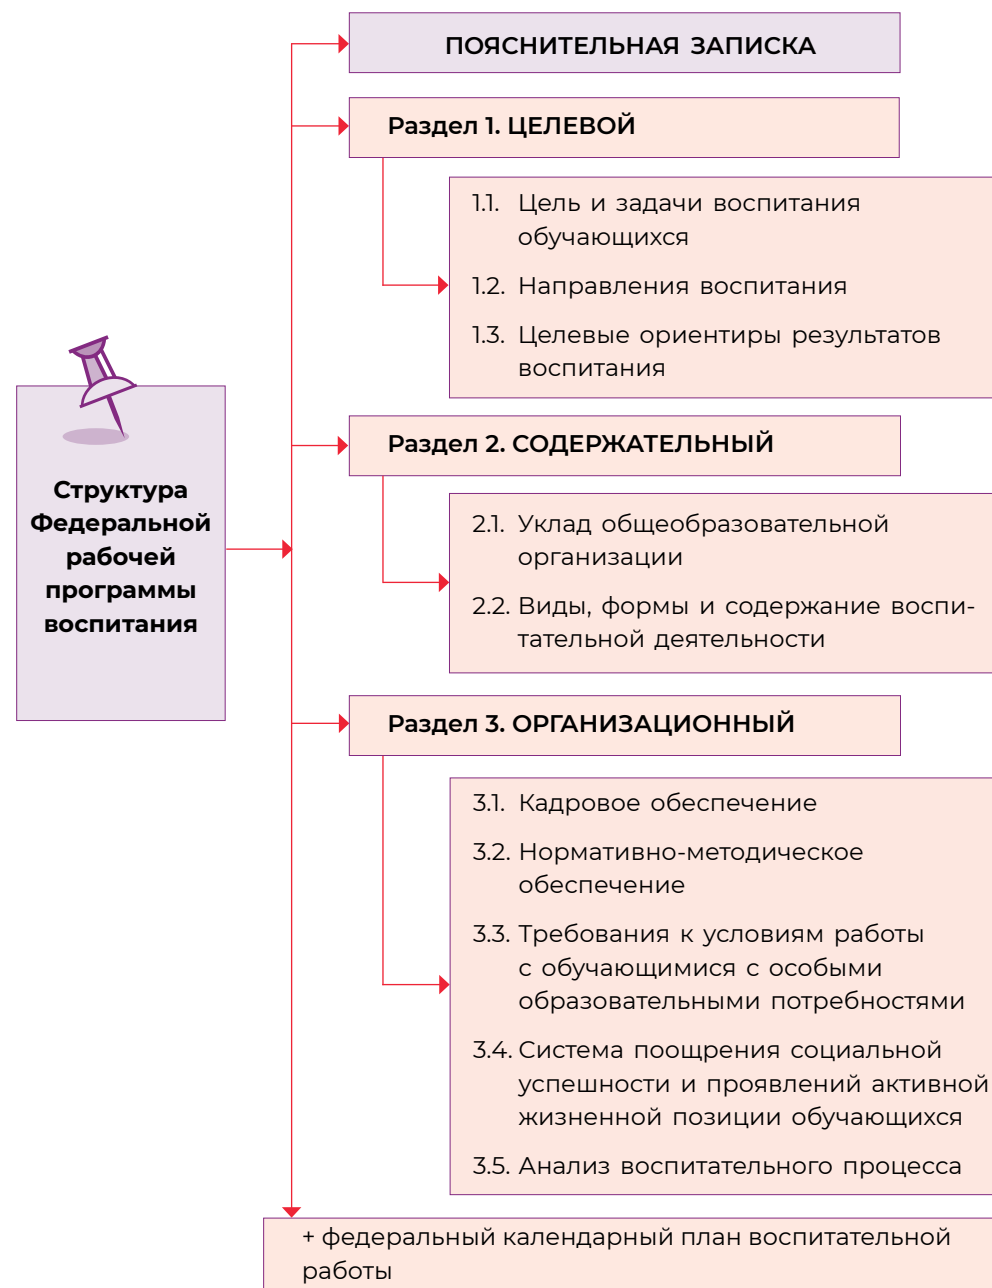 ПОЯСНИТЕЛЬНАЯ ЗАПИСКА
Раздел 1. ЦЕЛЕВОЙ
1.1. Цель и задачи воспитания
обучающихся
1.2. Направления воспитания
1.3. Целевые ориентиры результатов
воспитания
Структура
Федеральной
рабочей
программы
воспитания
Раздел 2. СОДЕРЖАТЕЛЬНЫЙ
2.1. Уклад общеобразовательной
организации
2.2. Виды, формы и содержание воспи-
тательной деятельности
Раздел 3. ОРГАНИЗАЦИОННЫЙ
3.1. Кадровое обеспечение
3.2. Нормативно-методическое
обеспечение
3.3. Требования к условиям работы
с обучающимися с особыми
образовательными потребностями
3.4. Система поощрения социальной
успешности и проявлений активной
жизненной позиции обучающихся
3.5. Анализ воспитательного процесса
+ федеральный календарный план воспитательной
работы